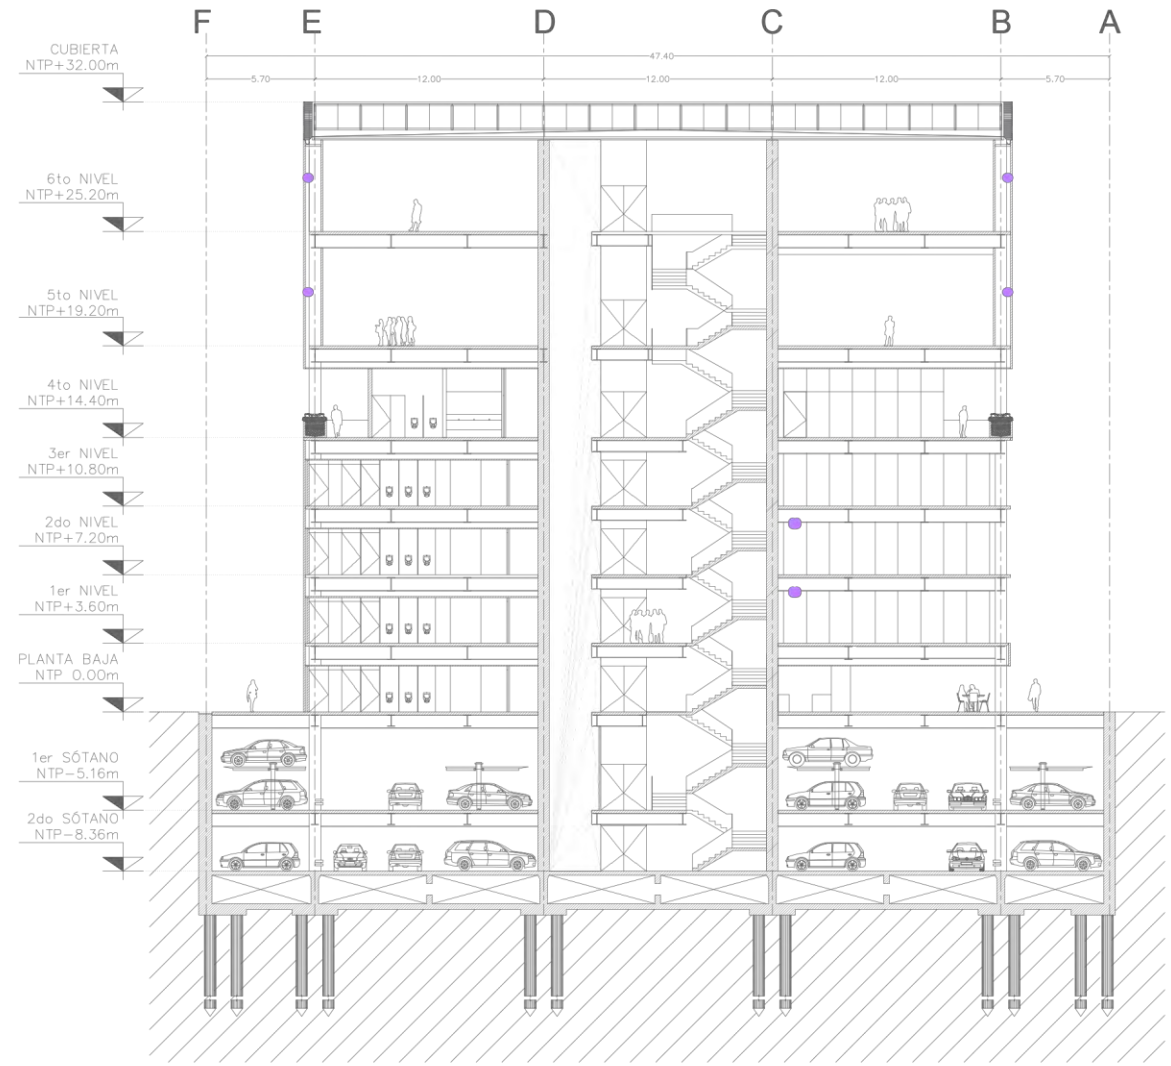 F E D C B A
47.40
5.70 12.00 12.00 12.00 5.70
CUBIERTA
NTP+32.00m
6to NIVEL
NTP+25.20m
5to NIVEL
NTP+19.20m
4to NIVEL
NTP+14.40m
3er NIVEL
NTP+10.80m
2do NIVEL
NTP+7.20m
1er NIVEL
NTP+3.60m
PLANTA BAJA
NTP 0.00m
1er SÓTANO
NTP-5.16m
2do SÓTANO
NTP-8.36m